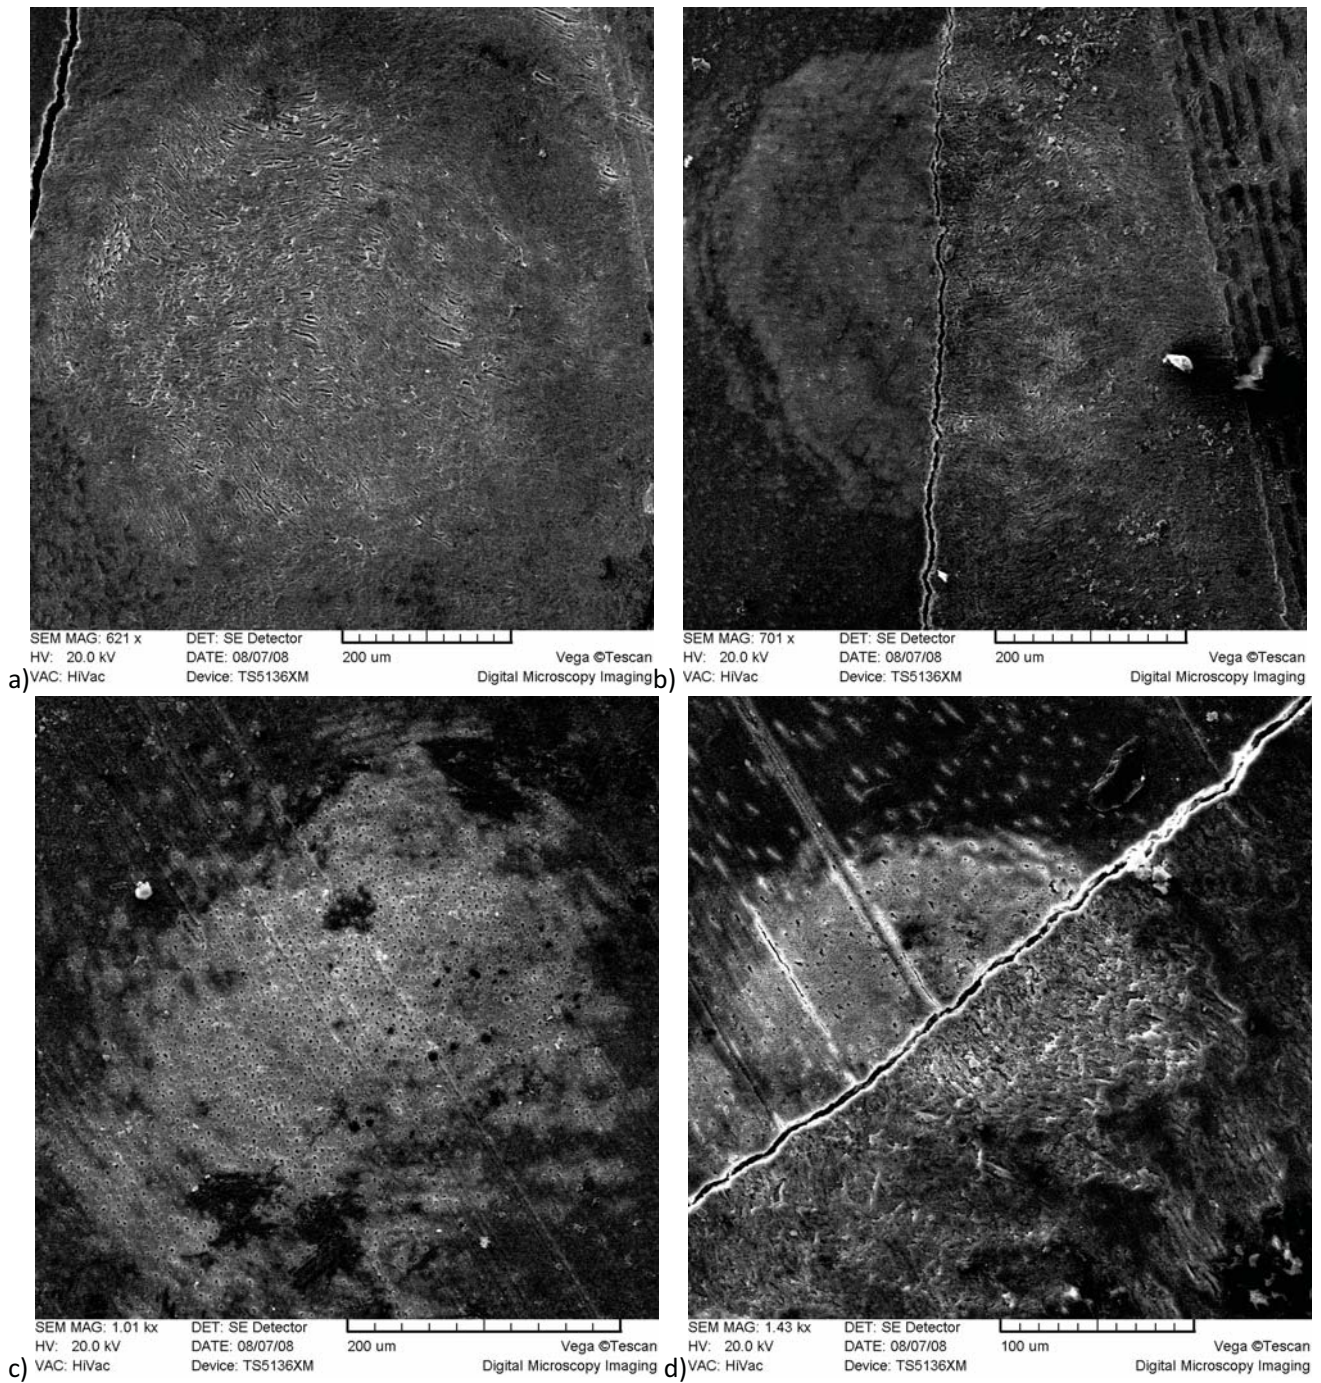 SEM MAG: 621 x DET: SE Detector
HV: 20.0 kV DATE: 08/07/08 200 um Vega ©Tescan
VAC: HiVac Device: TS5136XM Digital Microscopy Imaging
a)
SEM MAG: 701 x DET: SE Detector
HV: 20.0 kV DATE: 08/07/08 200 um Vega ©Tescan
VAC: HiVac Device: TS5136XM Digital Microscopy Imaging
b)
SEM MAG: 1.01 kx DET: SE Detector
HV: 20.0 kV DATE: 08/07/08 200 um Vega ©Tescan
VAC: HiVac Device: TS5136XM Digital Microscopy Imaging
c)
SEM MAG: 1.43 kx DET: SE Detector
HV: 20.0 kV DATE: 08/07/08 100 um Vega ©Tescan
VAC: HiVac Device: TS5136XM Digital Microscopy Imaging
d)